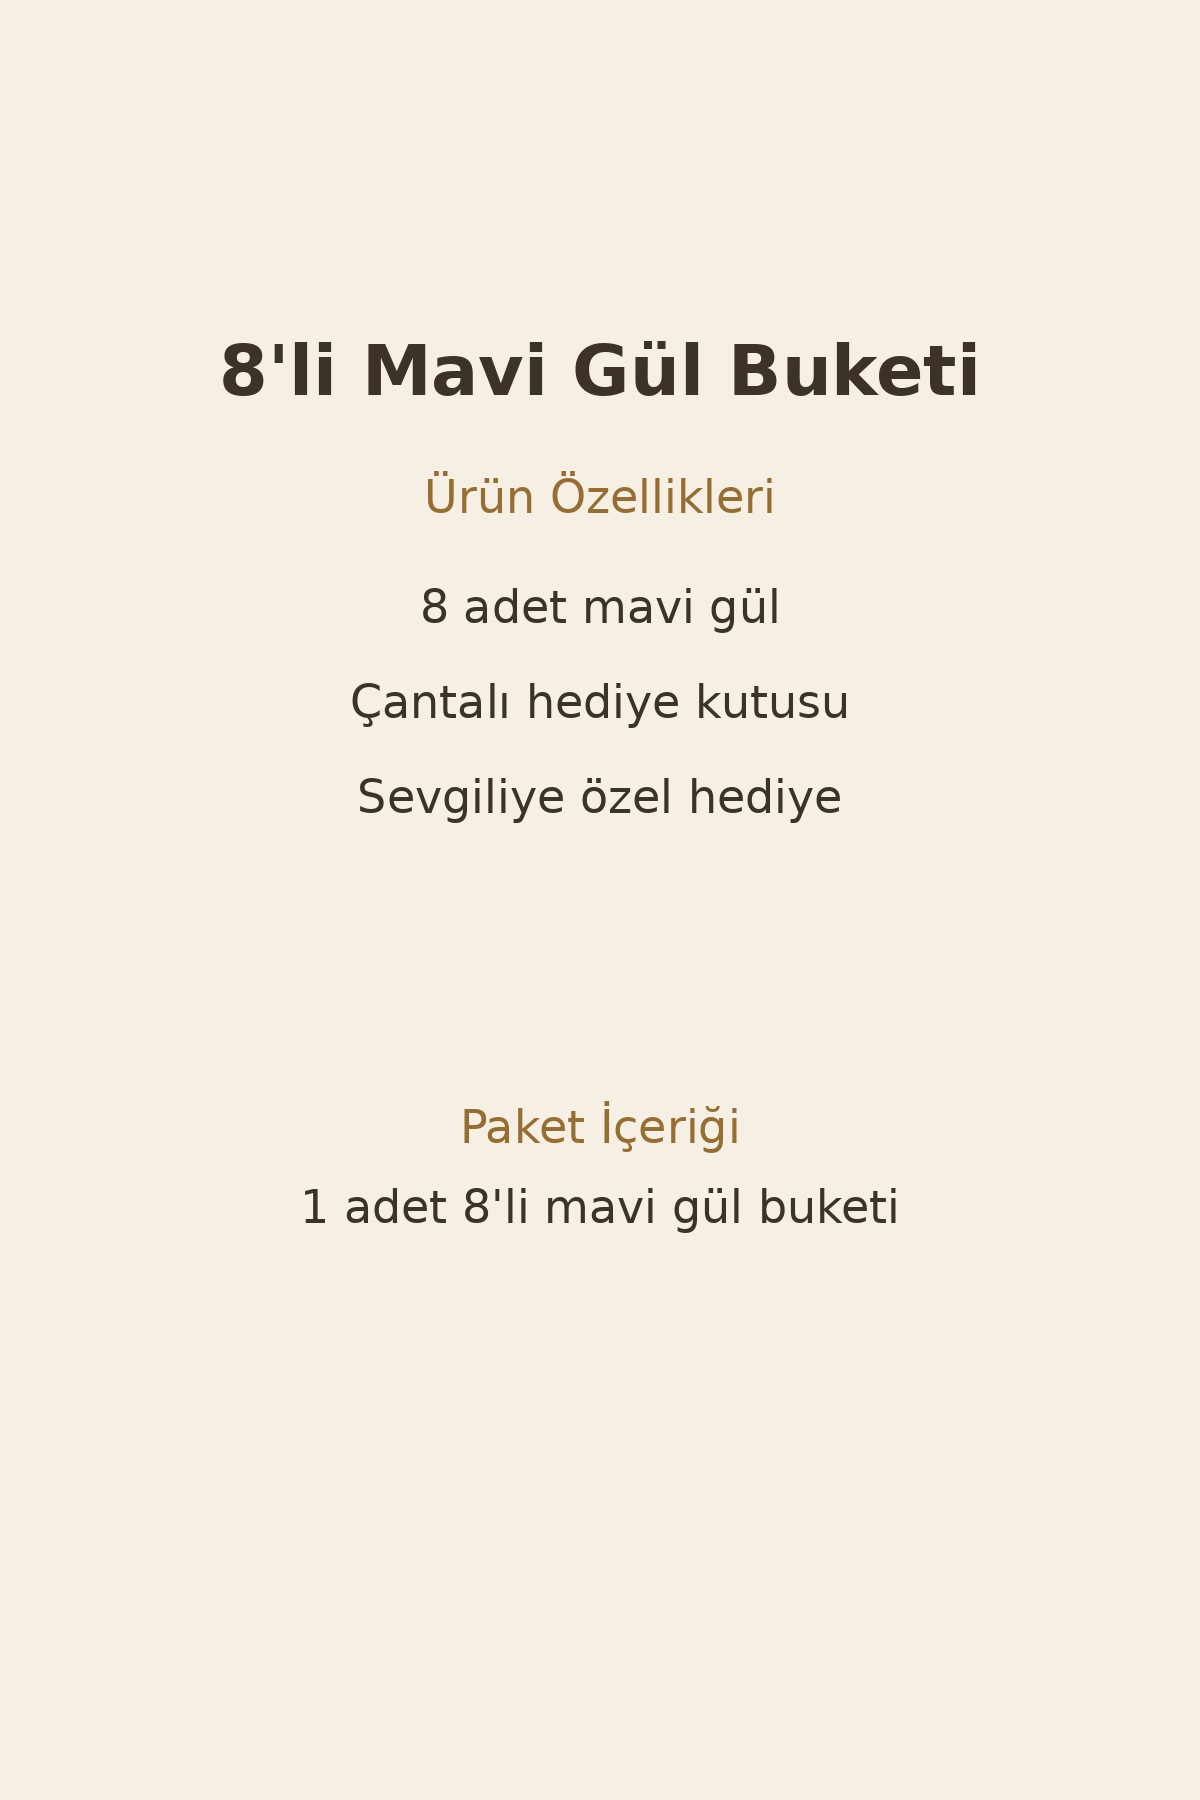 8'li Mavi Gül Buketi
Ürün Özellikleri
8 adet mavi gül
Çantalı hediye kutusu
Sevgiliye özel hediye
Paket İçeriği
1 adet 8'li mavi gül buketi